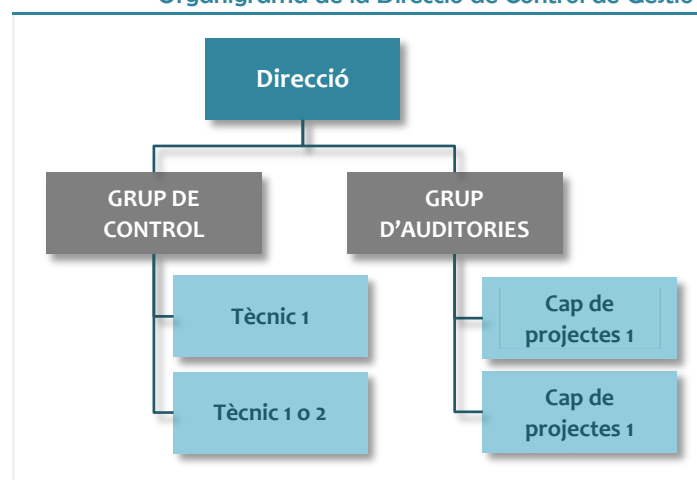 Organigrama de la Direcció de Control de Gestió
Direcció
GRUP DE
CONTROL
GRUP
D’AUDITORIES
Tècnic 1
Cap de
projectes 1
Tècnic 1 o 2
Cap de
projectes 1